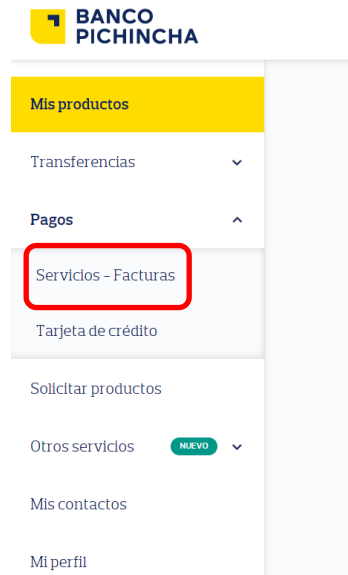 BANCO
PICHINCHA
Mis productos
Transferencias
Pagos
Servicios - Facturas
Tarjeta de crédito
Solicitar productos
Otros servicios NUEVO
Mis contactos
Mi perfil